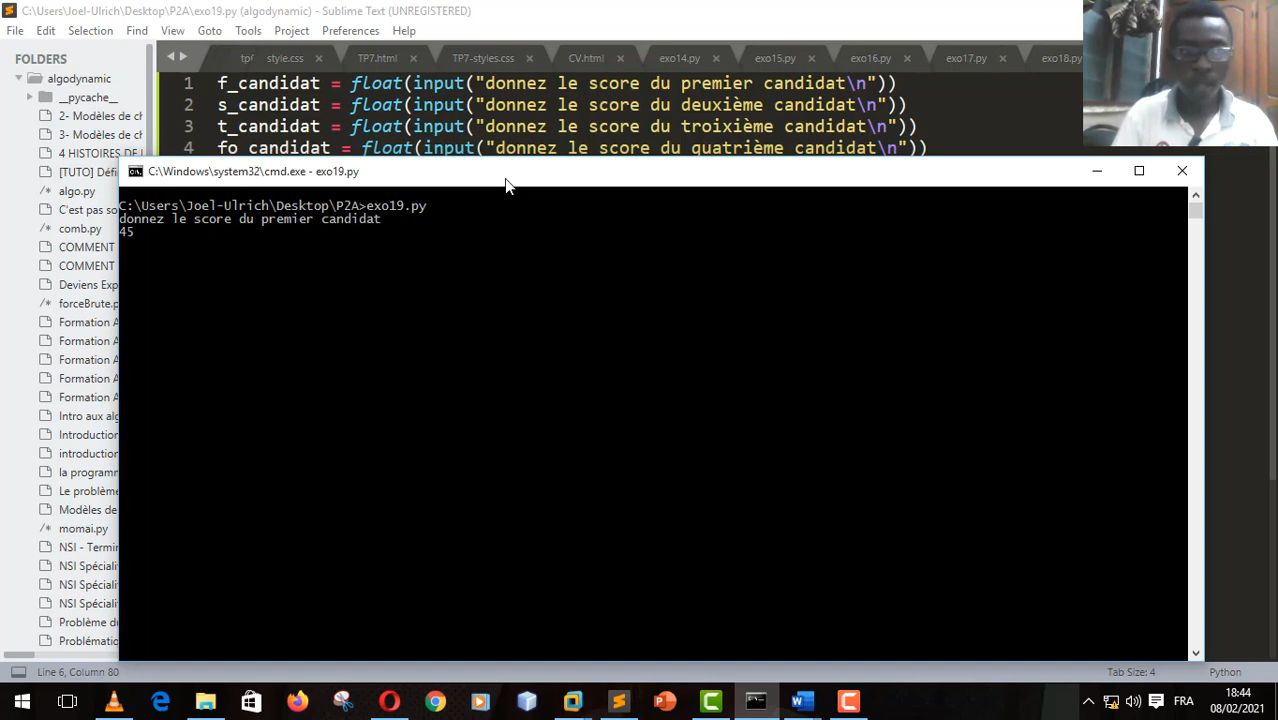 C:\Users\Joel-Ulrich\Desktop\P2A\exo19.py (algodynamic) - Sublime Text (UNREGISTERED)
File Edit Selection Find View Goto Tools Project Preferences Help
FOLDERS
algodynamic
__pycache__
2- Modèles de ch
3- Modèles de ch
4 HISTOIRES DE
[TUTO] Définir
algo.py
C'est pas so
comb.py
COMMENT
COMMENT
Deviens Exp
forceBrute.p
Formation A
Formation A
Formation A
Formation A
Formation A
Intro aux alg
Introduction
introduction
la program
Le problème
Modèles de
momai.py
NSI - Termin
NSI Spéciali
NSI Spéciali
NSI Spéciali
Problème du
Problématiq
style.css TP7.html TP7-styles.css CV.html exo14.py exo15.py exo16.py exo17.py exo18.py
1 f_candidat = float(input("donnez le score du premier candidat\n"))
2 s_candidat = float(input("donnez le score du deuxième candidat\n"))
3 t_candidat = float(input("donnez le score du troixième candidat\n"))
4 fo_candidat = float(input("donnez le score du quatrième candidat\n"))
C:\Windows\system32\cmd.exe - exo19.py
C:\Users\Joel-Ulrich\Desktop\P2A>exo19.py
donnez le score du premier candidat
45
Line 6, Column 80 Tab Size: 4 Python
FRA
18:44
08/02/2021